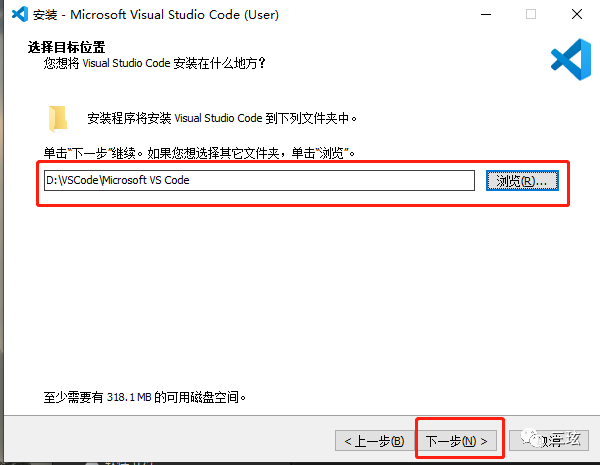 安装 - Microsoft Visual Studio Code (User)
选择目标位置
您想将 Visual Studio Code 安装在什么地方?
安装程序将安装 Visual Studio Code 到下列文件夹中。
单击“下一步”继续。如果您想选择其它文件夹,单击“浏览”。
D:\VSCode\Microsoft VS Code
浏览(R)...
至少需要有 318.1 MB 的可用磁盘空间。
< 上一步(B)
下一步(N) >
取消
三玹